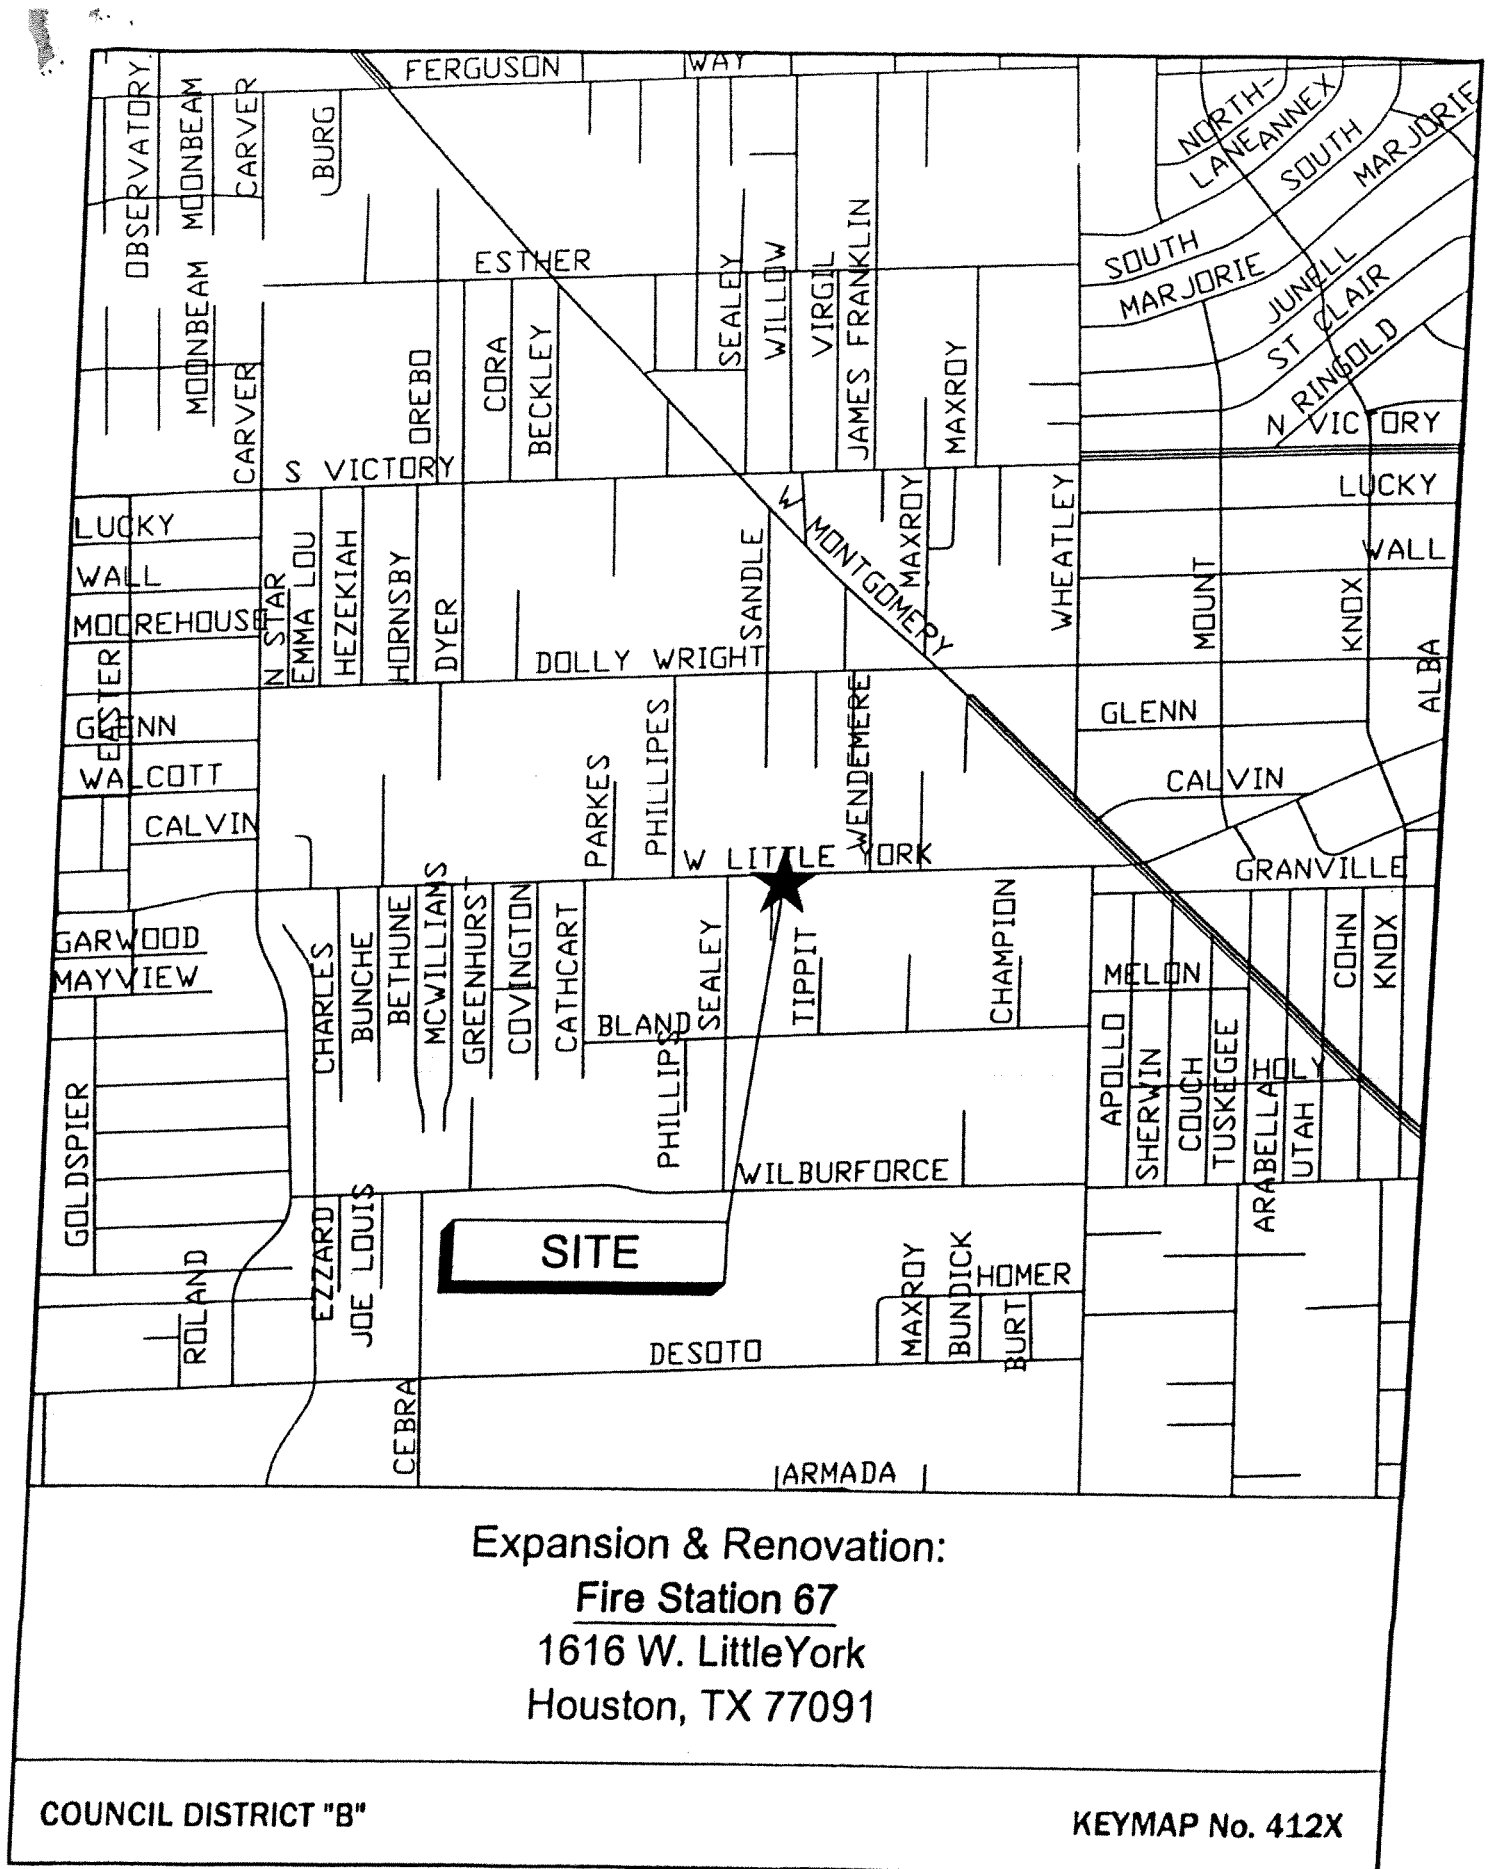 FERGUSON WAY
OBSERVATORY
MOONBEAM
CARVER
BURG
NORTH-
LANE
ANNEX
SOUTH
MARJORIE
ESTHER
SOUTH
MARJORIE
JUNELL
ST CLAIR
RINGOLD
N VICTORY
MOONBEAM
CARVER
OREBO
CORA
BECKLEY
SEALEY
WILLOW
VIRGIL
JAMES FRANKLIN
MAXROY
S VICTORY
LUCKY
WALL
MOOREHOUSE
EASTER
GLENN
WALCOTT
CALVIN
N STAR
EMMA LOU
HEZEKIAH
HORNSBY
DYER
SANDLE
W MONTGOMERY
MAXROY
WHEATLEY
LUCKY
WALL
MOUNT
KNOX
ALBA
DOLLY WRIGHT
GLENN
CALVIN
PARKES
PHILLIPES
WENDEMERE
W LITTLE YORK
GRANVILLE
GARWOOD
MAYVIEW
CHARLES
BUNCHE
BETHUNE
MCWILLIAMS
GREENHURST
COVINGTON
CATHCART
SEALEY
TIPPIT
CHAMPION
COHN
KNOX
MELON
BLAND
PHILLIPS
GOLDSPIER
APOLLO
SHERWIN
COUCH
TUSKEGEE
ARABELLA
HOLY
UTAH
WILBURFORCE
EZZARD
JOE LOUIS
SITE
ROLAND
MAXROY
BUNDICK
HOMER
BURT
DESOTO
CEBRA
ARMADA
Expansion & Renovation:
Fire Station 67
1616 W. LittleYork
Houston, TX 77091
COUNCIL DISTRICT "B"
KEYMAP No. 412X